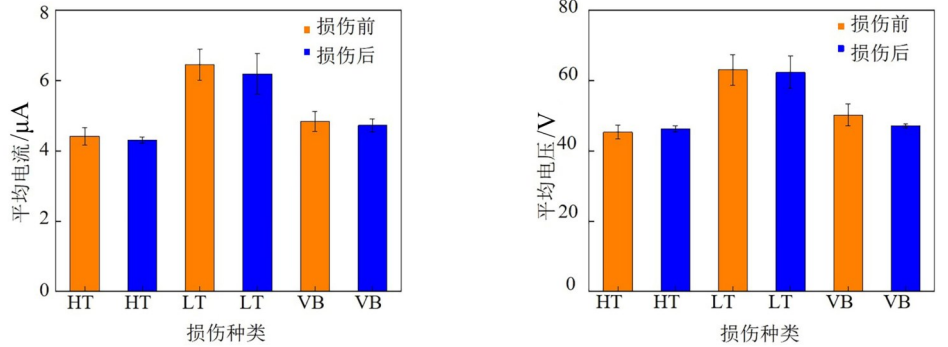 8
6
4
2
0
平均电流/μA
损伤前
损伤后
HT HT LT LT VB VB
损伤种类
80
60
40
20
0
平均电压/V
损伤前
损伤后
HT HT LT LT VB VB
损伤种类